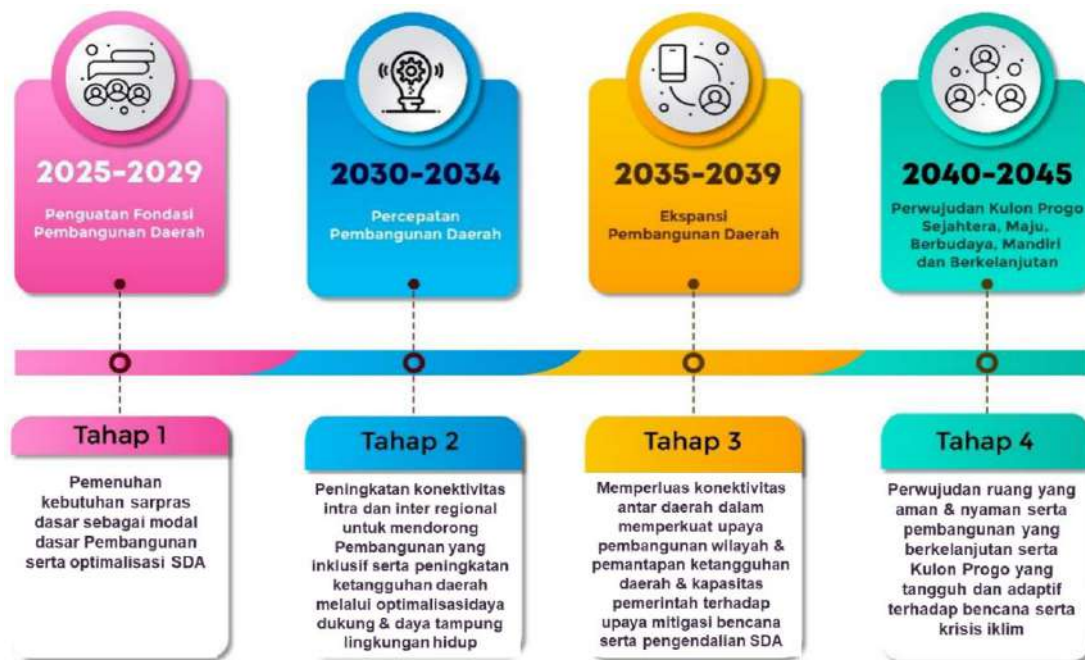 2025-2029
Penguatan Fondasi
Pembangunan Daerah
2030-2034
Percepatan
Pembangunan Daerah
2035-2039
Ekspansi
Pembangunan Daerah
2040-2045
Perwujudan Kulon Progo
Sejahtera, Maju,
Berbudaya, Mandiri
dan Berkelanjutan
Tahap 1
Pemenuhan
kebutuhan sarpras
dasar sebagai modal
dasar Pembangunan
serta optimalisasi SDA
Tahap 2
Peningkatan konektivitas
intra dan inter regional
untuk mendorong
Pembangunan yang
inklusif serta peningkatan
ketangguhan daerah
melalui optimalisasidaya
dukung & daya tampung
lingkungan hidup
Tahap 3
Memperluas konektivitas
antar daerah dalam
memperkuat upaya
pembangunan wilayah &
pemantapan ketangguhan
daerah & kapasitas
pemerintah terhadap
upaya mitigasi bencana
serta pengendalian SDA
Tahap 4
Perwujudan ruang yang
aman & nyaman serta
pembangunan yang
berkelanjutan serta
Kulon Progo yang
tangguh dan adaptif
terhadap bencana serta
krisis iklim